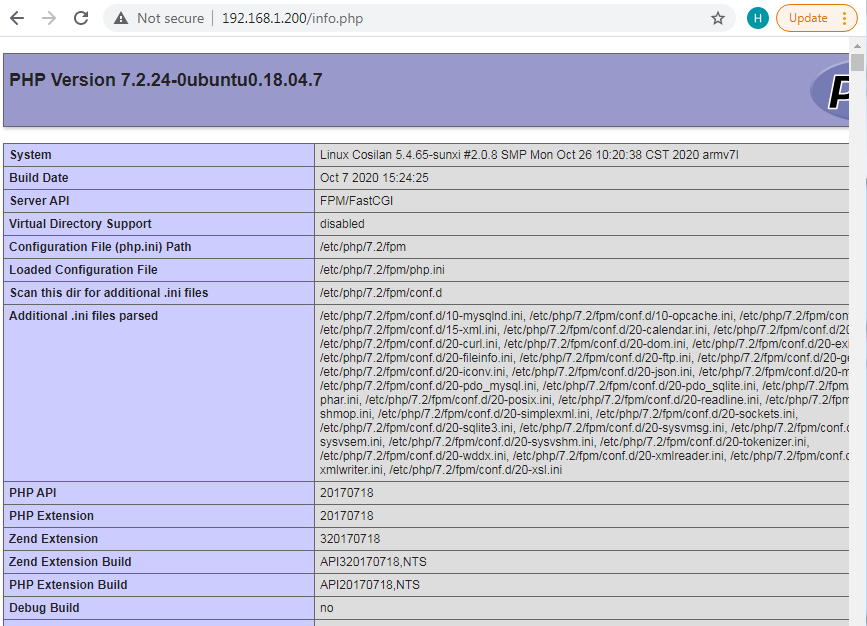 Not secure | 192.168.1.200/info.php
H
Update
PHP Version 7.2.24-0ubuntu0.18.04.7
P
System Linux Cosilan 5.4.65-sunxi #2.0.8 SMP Mon Oct 26 10:20:38 CST 2020 armv7l
Build Date Oct 7 2020 15:24:25
Server API FPM/FastCGI
Virtual Directory Support disabled
Configuration File (php.ini) Path /etc/php/7.2/fpm
Loaded Configuration File /etc/php/7.2/fpm/php.ini
Scan this dir for additional .ini files /etc/php/7.2/fpm/conf.d
Additional .ini files parsed /etc/php/7.2/fpm/conf.d/10-mysqlnd.ini, /etc/php/7.2/fpm/conf.d/10-opcache.ini, /etc/php/7.2/fpm/con
/etc/php/7.2/fpm/conf.d/15-xml.ini, /etc/php/7.2/fpm/conf.d/20-calendar.ini, /etc/php/7.2/fpm/conf.d/20
/etc/php/7.2/fpm/conf.d/20-curl.ini, /etc/php/7.2/fpm/conf.d/20-dom.ini, /etc/php/7.2/fpm/conf.d/20-exi
/etc/php/7.2/fpm/conf.d/20-fileinfo.ini, /etc/php/7.2/fpm/conf.d/20-ftp.ini, /etc/php/7.2/fpm/conf.d/20-ge
/etc/php/7.2/fpm/conf.d/20-iconv.ini, /etc/php/7.2/fpm/conf.d/20-json.ini, /etc/php/7.2/fpm/conf.d/20-m
/etc/php/7.2/fpm/conf.d/20-pdo_mysql.ini, /etc/php/7.2/fpm/conf.d/20-pdo_sqlite.ini, /etc/php/7.2/fpm/
phar.ini, /etc/php/7.2/fpm/conf.d/20-posix.ini, /etc/php/7.2/fpm/conf.d/20-readline.ini, /etc/php/7.2/fpm
shmop.ini, /etc/php/7.2/fpm/conf.d/20-simplexml.ini, /etc/php/7.2/fpm/conf.d/20-sockets.ini,
/etc/php/7.2/fpm/conf.d/20-sqlite3.ini, /etc/php/7.2/fpm/conf.d/20-sysvmsg.ini, /etc/php/7.2/fpm/conf.d
sysvsem.ini, /etc/php/7.2/fpm/conf.d/20-sysvshm.ini, /etc/php/7.2/fpm/conf.d/20-tokenizer.ini,
/etc/php/7.2/fpm/conf.d/20-wddx.ini, /etc/php/7.2/fpm/conf.d/20-xmlreader.ini, /etc/php/7.2/fpm/conf.d
xmlwriter.ini, /etc/php/7.2/fpm/conf.d/20-xsl.ini
PHP API 20170718
PHP Extension 20170718
Zend Extension 320170718
Zend Extension Build API320170718,NTS
PHP Extension Build API20170718,NTS
Debug Build no